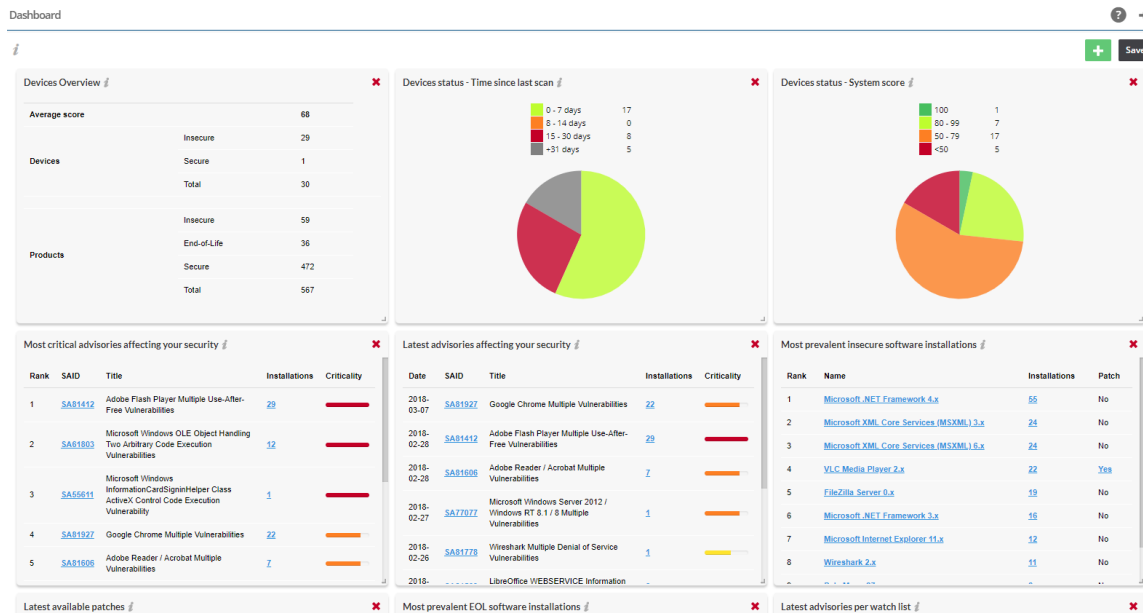 Dashboard
?
i
+ Save
Devices Overview i
Average score 68
Insecure 29
Devices Secure 1
Total 30
Insecure 59
End-of-Life 36
Products
Secure 472
Total 567
Devices status - Time since last scan i
0 - 7 days 17
8 - 14 days 0
15 - 30 days 8
+31 days 5
Devices status - System score i
100 1
80 - 99 7
50 - 79 17
<50 5
Most critical advisories affecting your security i
Rank SAID Title Installations Criticality
1 SA81412 Adobe Flash Player Multiple Use-After-
Free Vulnerabilities 29
2 SA61803 Microsoft Windows OLE Object Handling
Two Arbitrary Code Execution
Vulnerabilities 12
3 SA55611 Microsoft Windows
InformationCardSigninHelper Class
ActiveX Control Code Execution
Vulnerability 1
4 SA81927 Google Chrome Multiple Vulnerabilities 22
5 SA81606 Adobe Reader / Acrobat Multiple
Vulnerabilities 7
Latest advisories affecting your security i
Date SAID Title Installations Criticality
2018-
03-07 SA81927 Google Chrome Multiple Vulnerabilities 22
2018-
02-28 SA81412 Adobe Flash Player Multiple Use-After-
Free Vulnerabilities 29
2018-
02-28 SA81606 Adobe Reader / Acrobat Multiple
Vulnerabilities 7
2018-
02-27 SA77077 Microsoft Windows Server 2012 /
Windows RT 8.1 / 8 Multiple
Vulnerabilities 1
2018-
02-26 SA81778 Wireshark Multiple Denial of Service
Vulnerabilities 1
2018- LibreOffice WEBSERVICE Information
Most prevalent insecure software installations i
Rank Name Installations Patch
1 Microsoft .NET Framework 4.x 55 No
2 Microsoft XML Core Services (MSXML) 3.x 24 No
3 Microsoft XML Core Services (MSXML) 6.x 24 No
4 VLC Media Player 2.x 22 Yes
5 FileZilla Server 0.x 19 No
6 Microsoft .NET Framework 3.x 16 No
7 Microsoft Internet Explorer 11.x 12 No
8 Wireshark 2.x 11 No
Latest available patches i
Most prevalent EOL software installations i
Latest advisories per watch list i